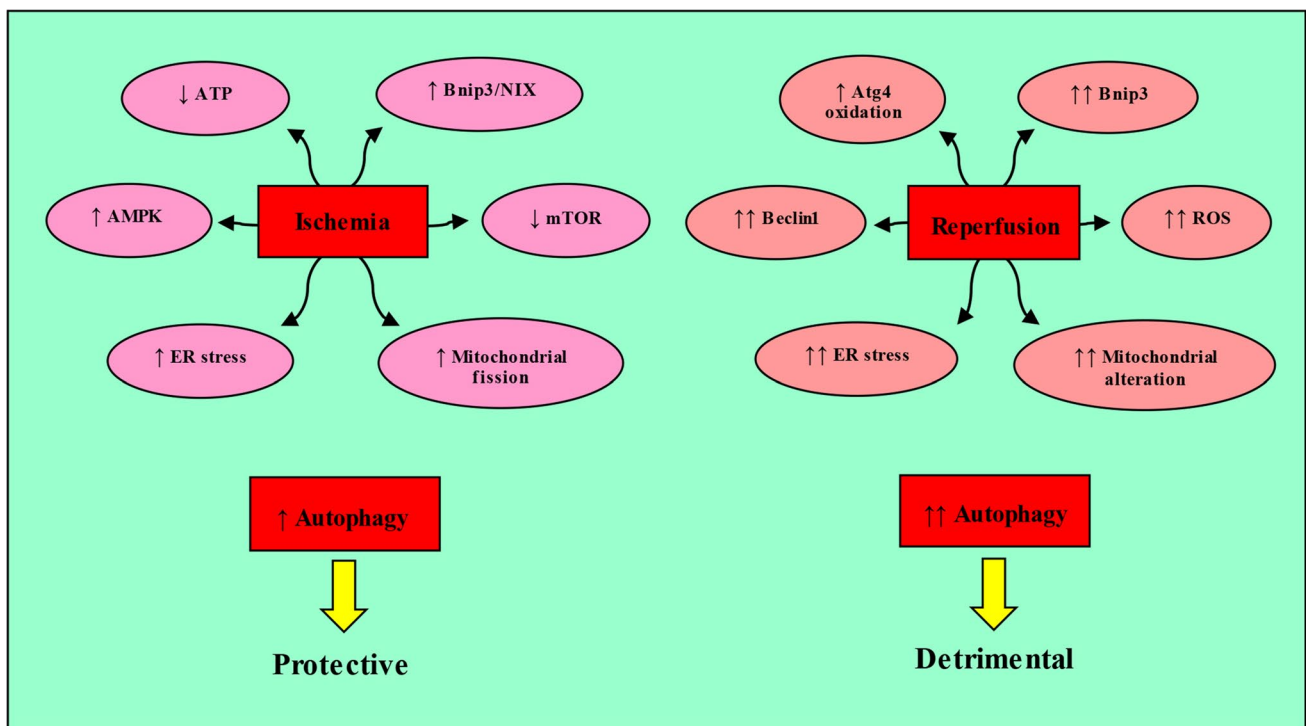 ↓ ATP
↑ Bnip3/NIX
↑ AMPK
Ischemia
↓ mTOR
↑ ER stress
↑ Mitochondrial
fission
↑ Autophagy
Protective
↑ Atg4
oxidation
↑↑ Bnip3
↑↑ Beclin1
Reperfusion
↑↑ ROS
↑↑ ER stress
↑↑ Mitochondrial
alteration
↑↑ Autophagy
Detrimental